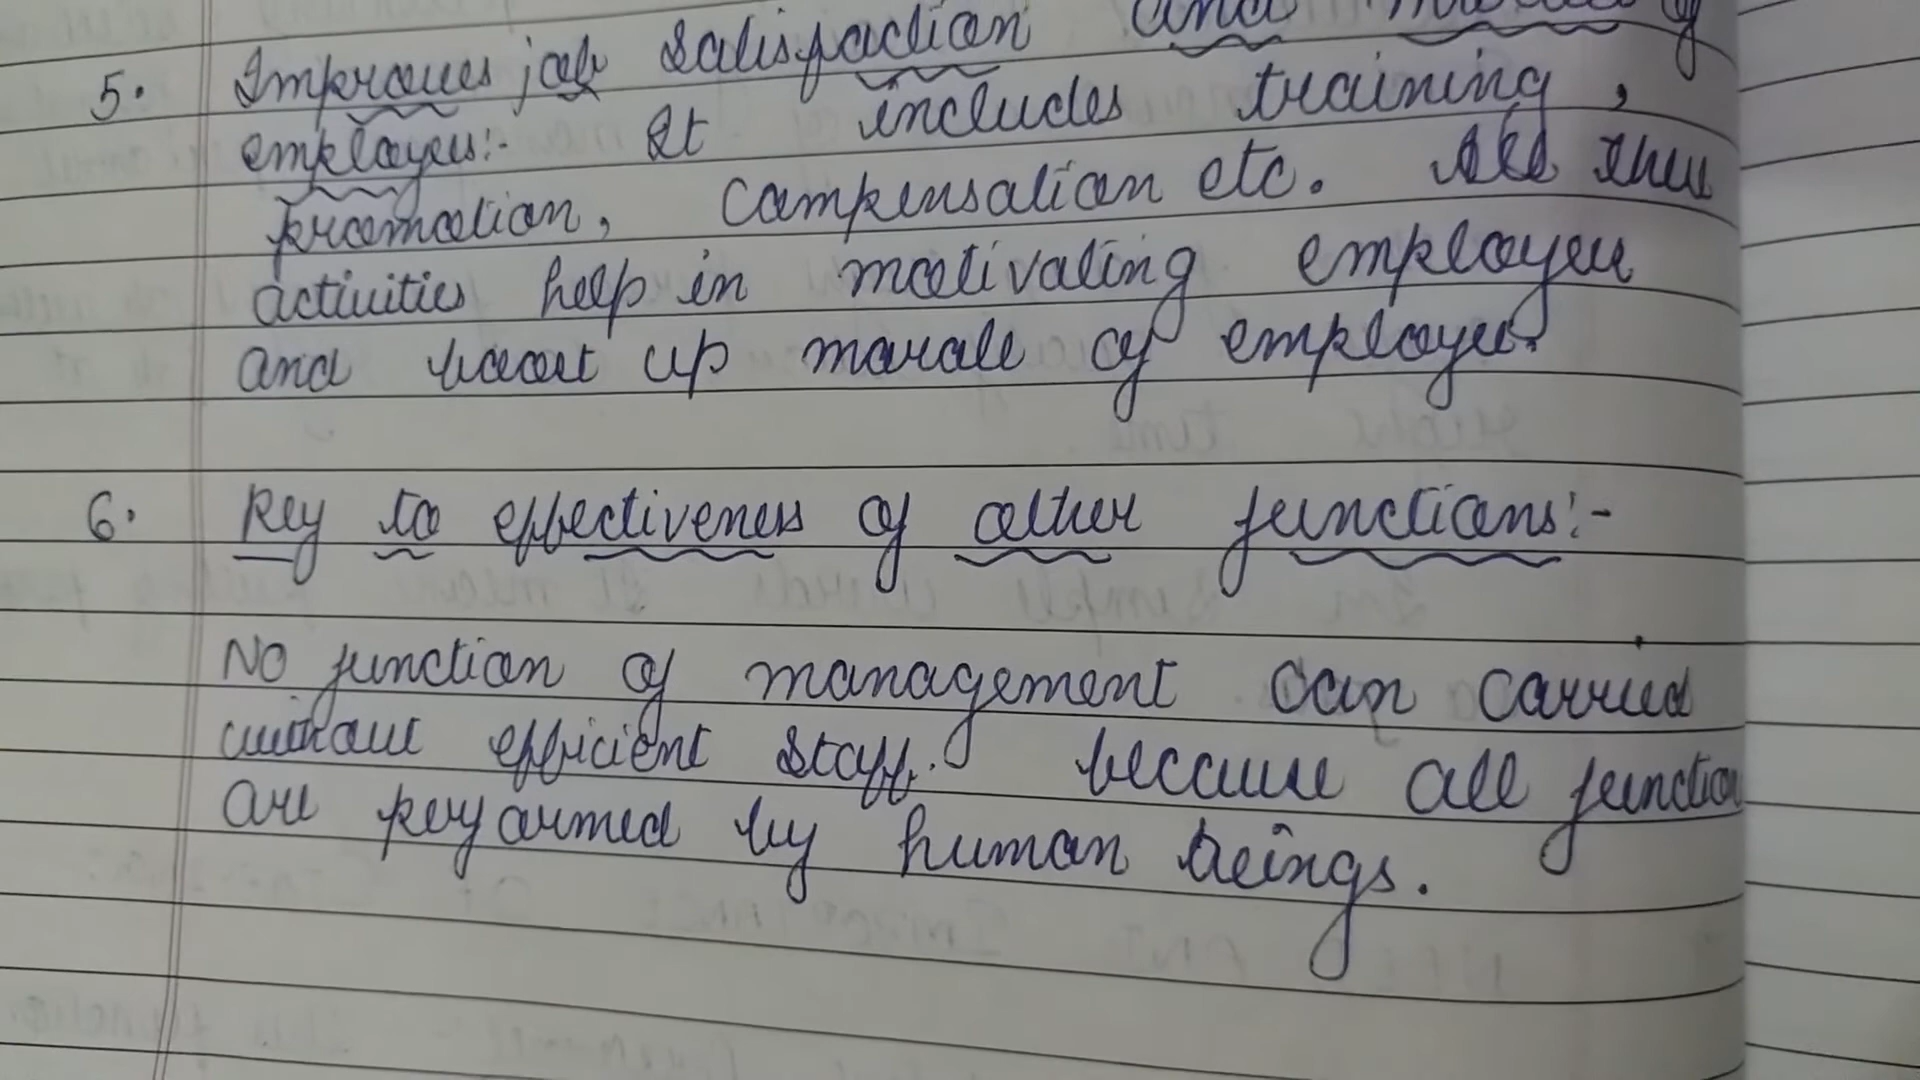 5. Improves job satisfaction and morale of
employees:- It includes training,
promotion, compensation etc. All these
activities help in motivating employees
and boost up morale of employees.
6. Key to effectiveness of other functions:-
No function of management can carried
without efficient staff. because all function
are performed by human beings.